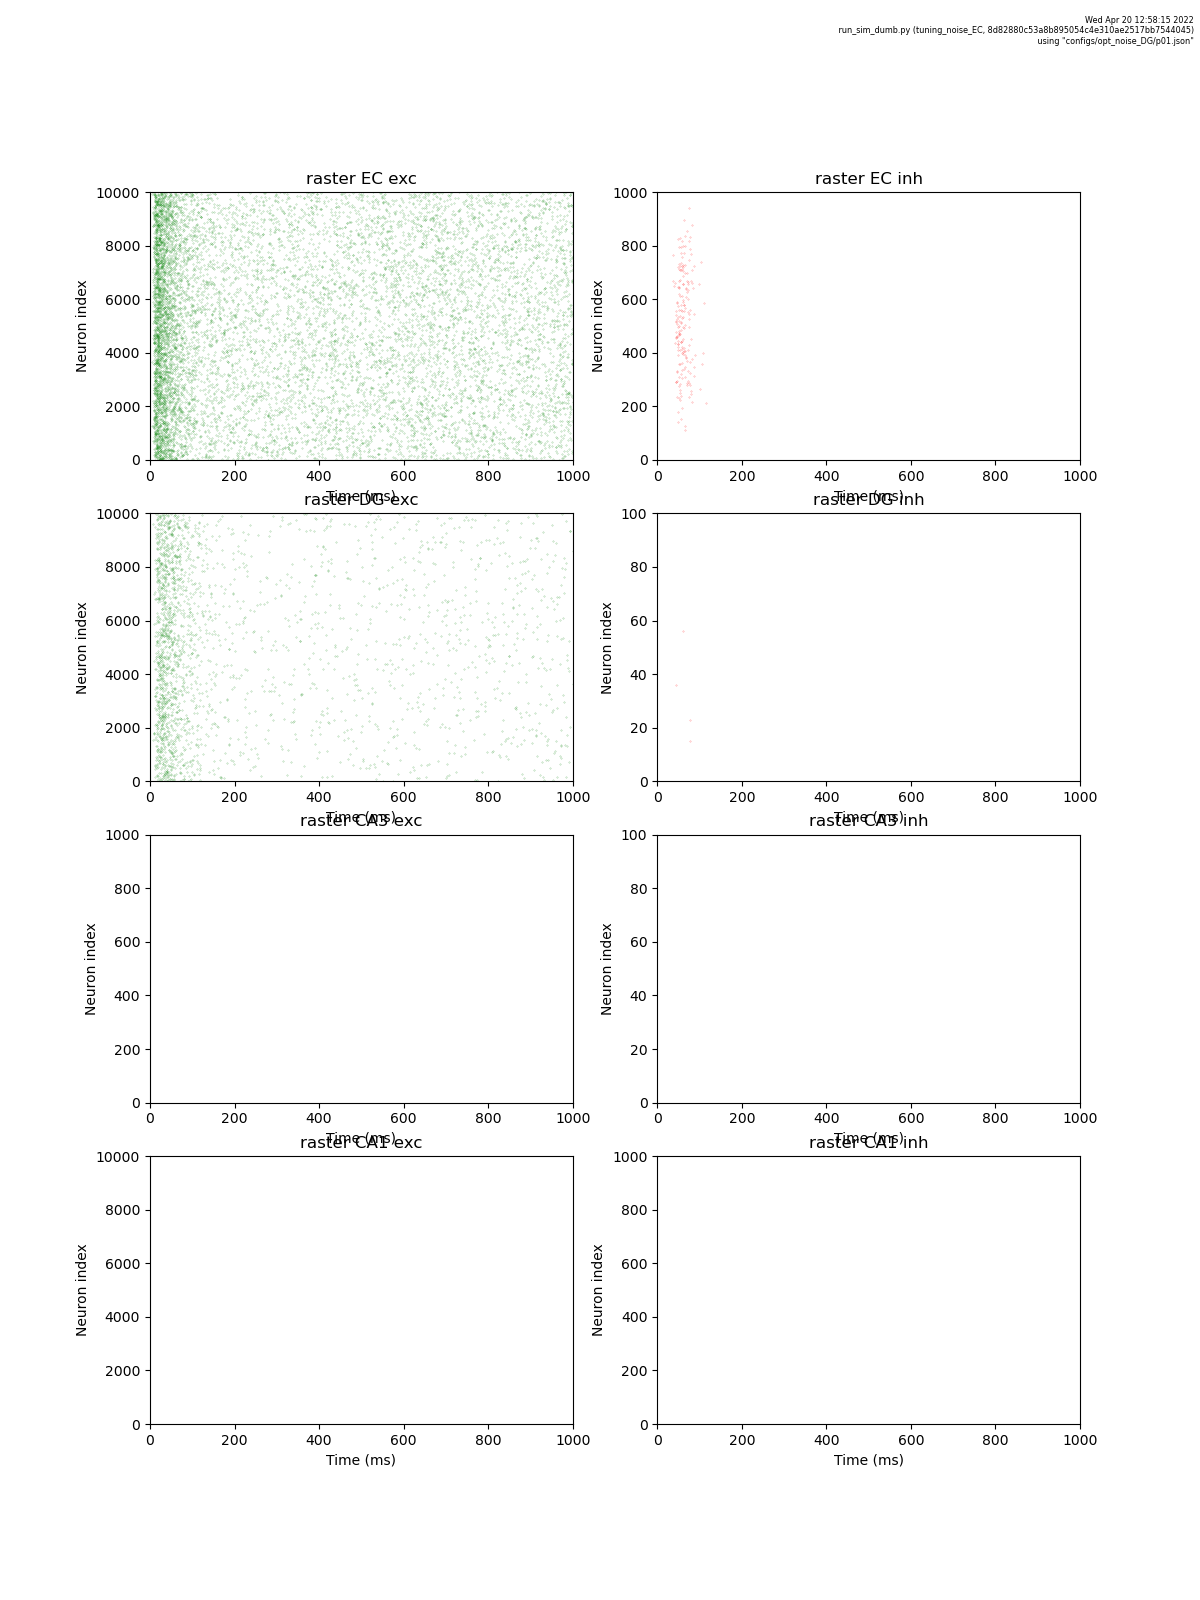 Wed Apr 20 12:58:15 2022
run_sim_dumb.py (tuning_noise_EC, 8d82880c53a8b895054c4e310ae2517bb7544045)
using "configs/opt_noise_DG/p01.json"
raster EC exc
10000
8000
6000
4000
2000
0
Neuron index
0 200 400 600 800 1000
Time (ms)
raster EC inh
1000
800
600
400
200
0
Neuron index
0 200 400 600 800 1000
Time (ms)
raster DG exc
10000
8000
6000
4000
2000
0
Neuron index
0 200 400 600 800 1000
Time (ms)
raster DG inh
100
80
60
40
20
0
Neuron index
0 200 400 600 800 1000
Time (ms)
raster CA3 exc
1000
800
600
400
200
0
Neuron index
0 200 400 600 800 1000
Time (ms)
raster CA3 inh
100
80
60
40
20
0
Neuron index
0 200 400 600 800 1000
Time (ms)
raster CA1 exc
10000
8000
6000
4000
2000
0
Neuron index
0 200 400 600 800 1000
Time (ms)
raster CA1 inh
1000
800
600
400
200
0
Neuron index
0 200 400 600 800 1000
Time (ms)